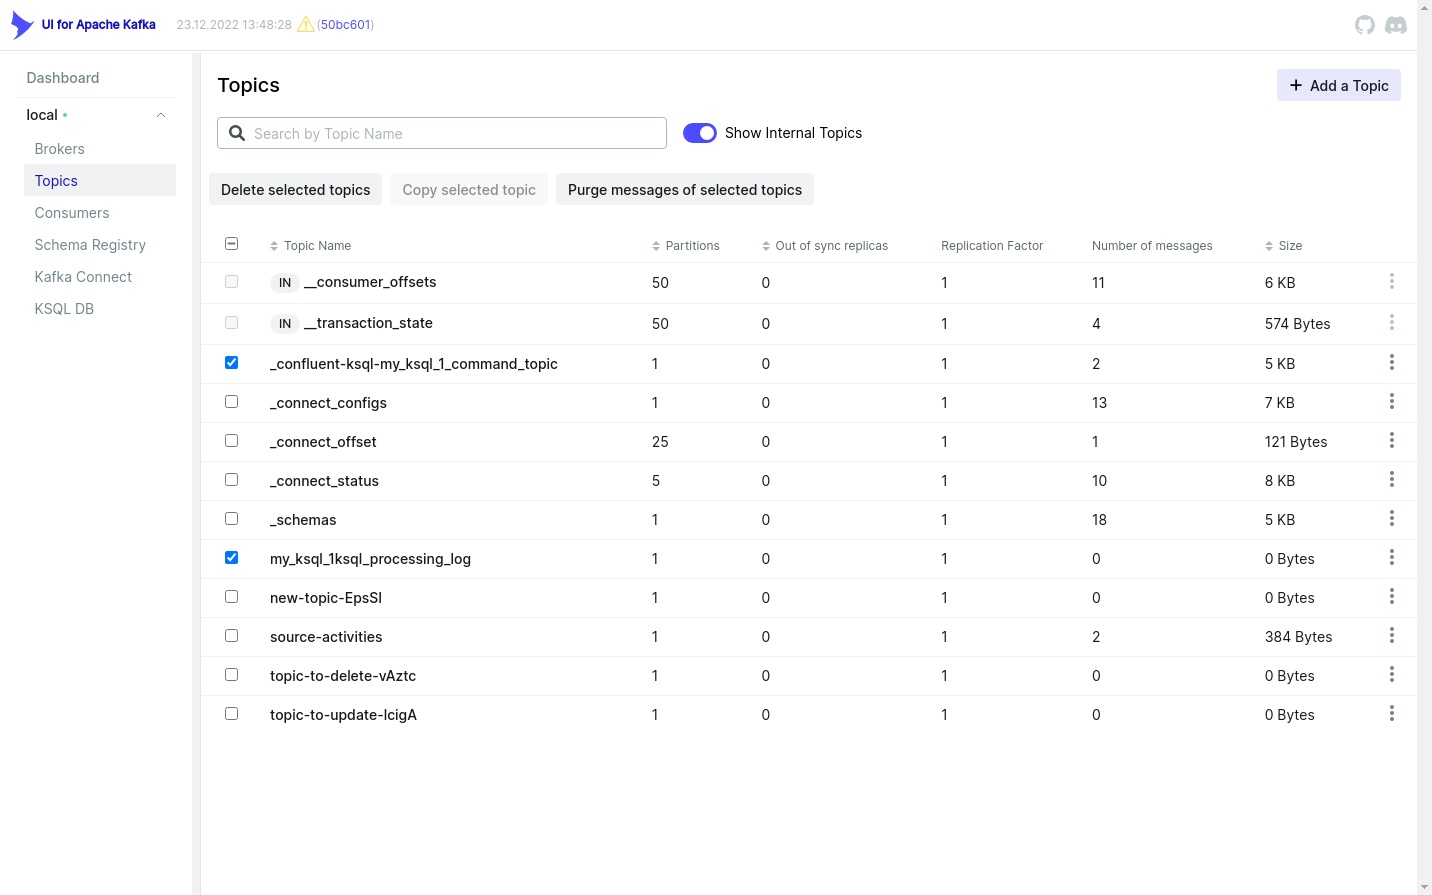 UI for Apache Kafka 23.12.2022 13:48:28 (50bc601)
Dashboard
local
Brokers
Topics
Consumers
Schema Registry
Kafka Connect
KSQL DB
Topics
Add a Topic
Search by Topic Name Show Internal Topics
Delete selected topics Copy selected topic Purge messages of selected topics
Topic Name Partitions Out of sync replicas Replication Factor Number of messages Size
IN __consumer_offsets 50 0 1 11 6 KB
IN __transaction_state 50 0 1 4 574 Bytes
_confluent-ksql-my_ksql_1_command_topic 1 0 1 2 5 KB
_connect_configs 1 0 1 13 7 KB
_connect_offset 25 0 1 1 121 Bytes
_connect_status 5 0 1 10 8 KB
_schemas 1 0 1 18 5 KB
my_ksql_1ksql_processing_log 1 0 1 0 0 Bytes
new-topic-EpsSI 1 0 1 0 0 Bytes
source-activities 1 0 1 2 384 Bytes
topic-to-delete-vAztc 1 0 1 0 0 Bytes
topic-to-update-lcigA 1 0 1 0 0 Bytes